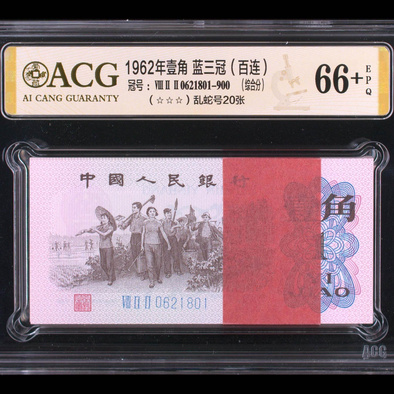 ACG
AI CANG GUARANTY
1962年壹角 蓝三冠（百连）
冠号：VIII II II 0621801-900 （综合分）
（☆☆☆）乱蛇号20张
66+
EPQ
中國人民銀行
角
VIII II II 0621801
I
AO
ACG